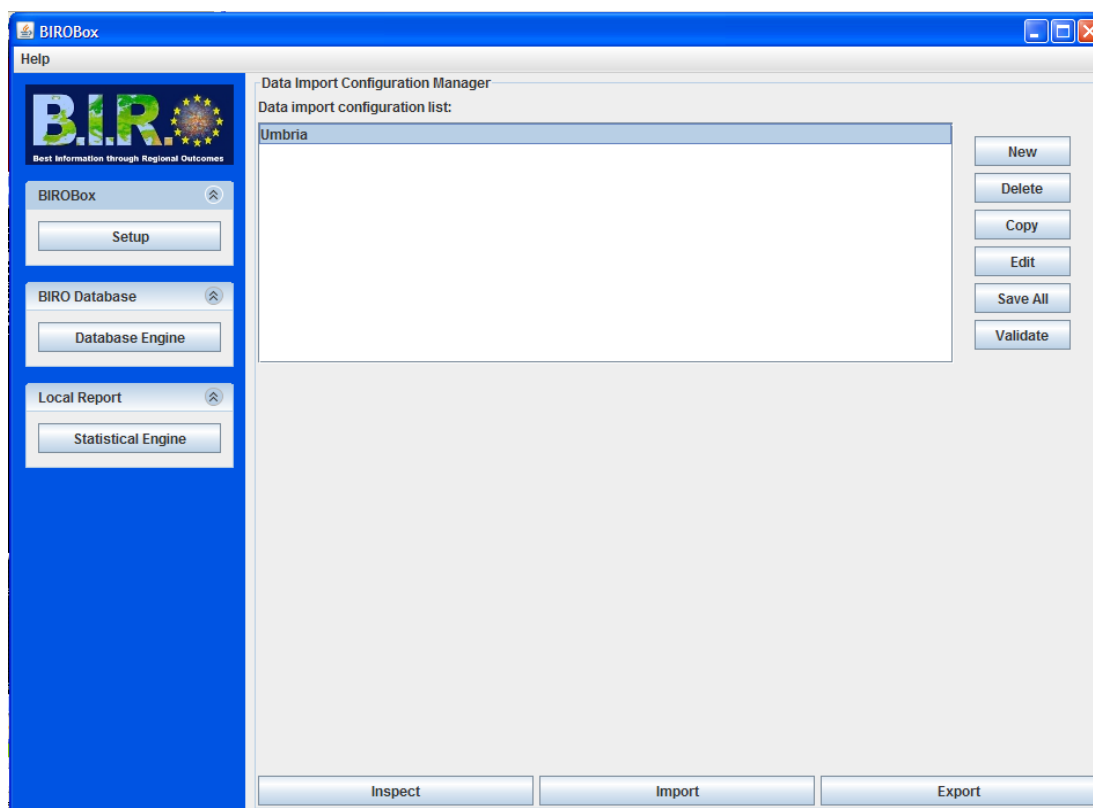 BIROBox
Help
B.I.R.O
Best Information through Regional Outcomes
BIROBox
Setup
BIRO Database
Database Engine
Local Report
Statistical Engine
Data Import Configuration Manager
Data import configuration list:
Umbria
New
Delete
Copy
Edit
Save All
Validate
Inspect
Import
Export